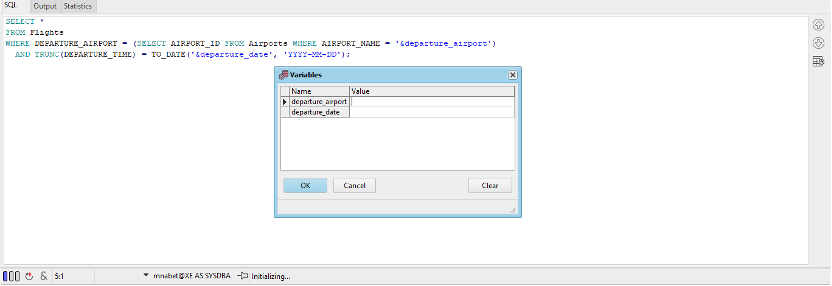 SQL Output Statistics
SELECT *
FROM Flights
WHERE DEPARTURE_AIRPORT = (SELECT AIRPORT_ID FROM Airports WHERE AIRPORT_NAME = '&departure_airport')
AND TRUNC(DEPARTURE_TIME) = TO_DATE('&departure_date', 'YYYY-MM-DD');
Variables
Name Value
departure_airport
departure_date
OK Cancel Clear
& 5:1 mnabet@XE AS SYSDBA Initializing...